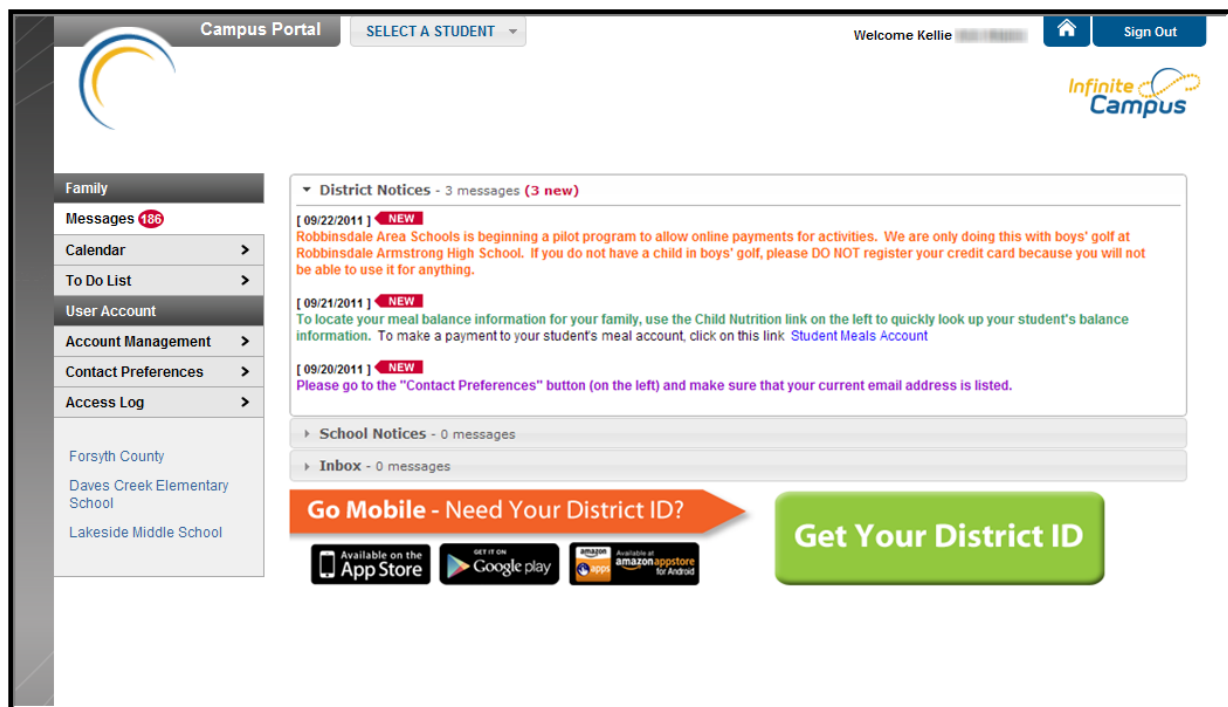 Campus Portal
SELECT A STUDENT
Welcome Kellie
Sign Out
Infinite
Campus
Family
Messages 186
Calendar
To Do List
User Account
Account Management
Contact Preferences
Access Log
Forsyth County
Daves Creek Elementary
School
Lakeside Middle School
District Notices - 3 messages (3 new)
[ 09/22/2011 ] NEW
Robbinsdale Area Schools is beginning a pilot program to allow online payments for activities. We are only doing this with boys' golf at
Robbinsdale Armstrong High School. If you do not have a child in boys' golf, please DO NOT register your credit card because you will not
be able to use it for anything.
[ 09/21/2011 ] NEW
To locate your meal balance information for your family, use the Child Nutrition link on the left to quickly look up your student's balance
information. To make a payment to your student's meal account, click on this link Student Meals Account
[ 09/20/2011 ] NEW
Please go to the "Contact Preferences" button (on the left) and make sure that your current email address is listed.
School Notices - 0 messages
Inbox - 0 messages
Go Mobile - Need Your District ID?
Available on the
App Store
GET IT ON
Google play
amazon
apps
Available at
amazon appstore
for Android
Get Your District ID